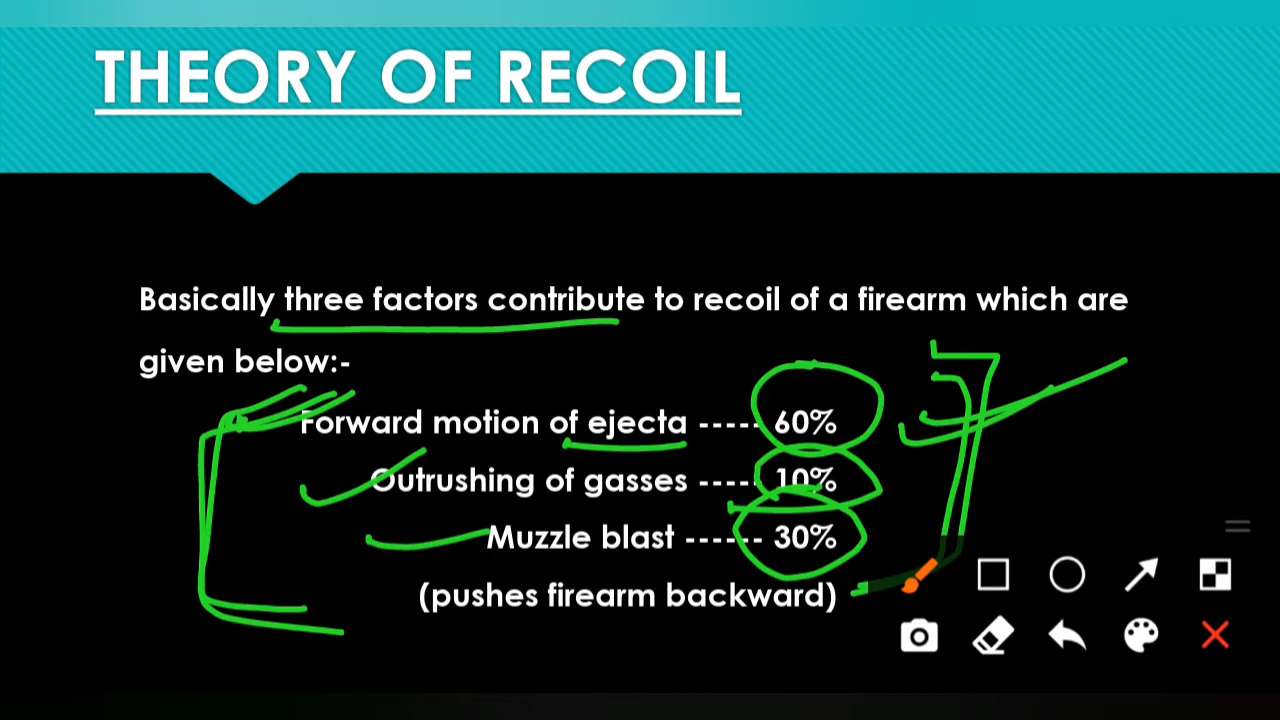 THEORY OF RECOIL
Basically three factors contribute to recoil of a firearm which are
given below:-
Forward motion of ejecta ----- 60%
Outrushing of gasses ----- 10%
Muzzle blast ------ 30%
(pushes firearm backward)